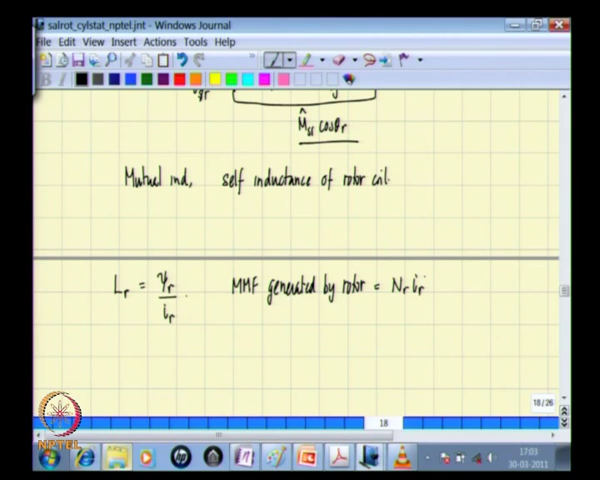 salrot_cylstat_nptel.jnt - Windows Journal
File Edit View Insert Actions Tools Help
M̂ss cosθr
Mutual ind, self inductance of rotor coil.
Lr = ψr / ir
MMF generated by rotor = Nr ir
18/26
18
NPTEL
17:03
30-03-2011